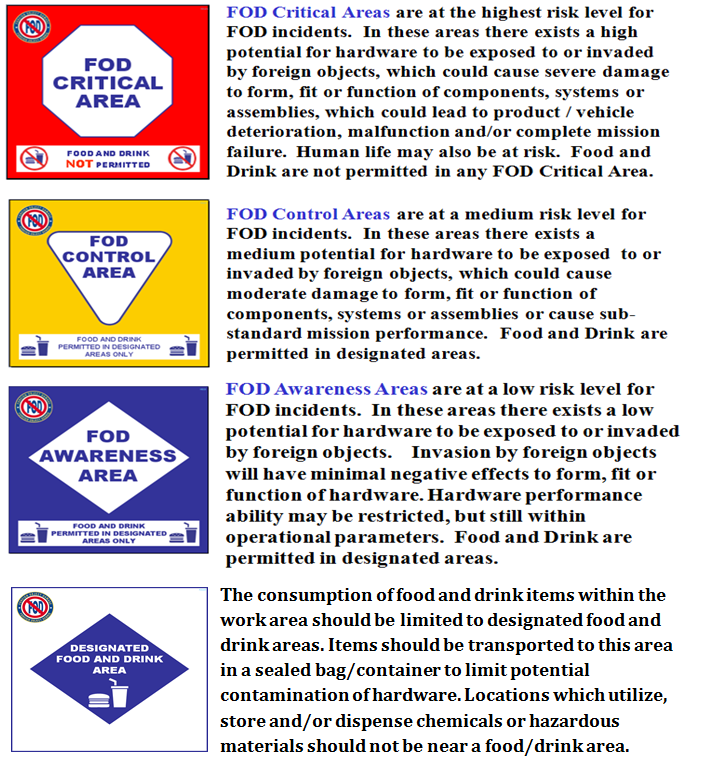 FOD
FOD
CRITICAL
AREA
FOOD AND DRINK
NOT PERMITTED
FOD Critical Areas are at the highest risk level for
FOD incidents. In these areas there exists a high
potential for hardware to be exposed to or invaded
by foreign objects, which could cause severe damage
to form, fit or function of components, systems or
assemblies, which could lead to product / vehicle
deterioration, malfunction and/or complete mission
failure. Human life may also be at risk. Food and
Drink are not permitted in any FOD Critical Area.
FOD
FOD
CONTROL
AREA
FOOD AND DRINK
PERMITTED IN DESIGNATED
AREAS ONLY
FOD Control Areas are at a medium risk level for
FOD incidents. In these areas there exists a
medium potential for hardware to be exposed to or
invaded by foreign objects, which could cause
moderate damage to form, fit or function of
components, systems or assemblies or cause sub-
standard mission performance. Food and Drink are
permitted in designated areas.
FOD
FOD
AWARENESS
AREA
FOOD AND DRINK
PERMITTED IN DESIGNATED
AREAS ONLY
FOD Awareness Areas are at a low risk level for
FOD incidents. In these areas there exists a low
potential for hardware to be exposed to or invaded
by foreign objects. Invasion by foreign objects
will have minimal negative effects to form, fit or
function of hardware. Hardware performance
ability may be restricted, but still within
operational parameters. Food and Drink are
permitted in designated areas.
FOD
DESIGNATED
FOOD AND DRINK
AREA
The consumption of food and drink items within the
work area should be limited to designated food and
drink areas. Items should be transported to this area
in a sealed bag/container to limit potential
contamination of hardware. Locations which utilize,
store and/or dispense chemicals or hazardous
materials should not be near a food/drink area.